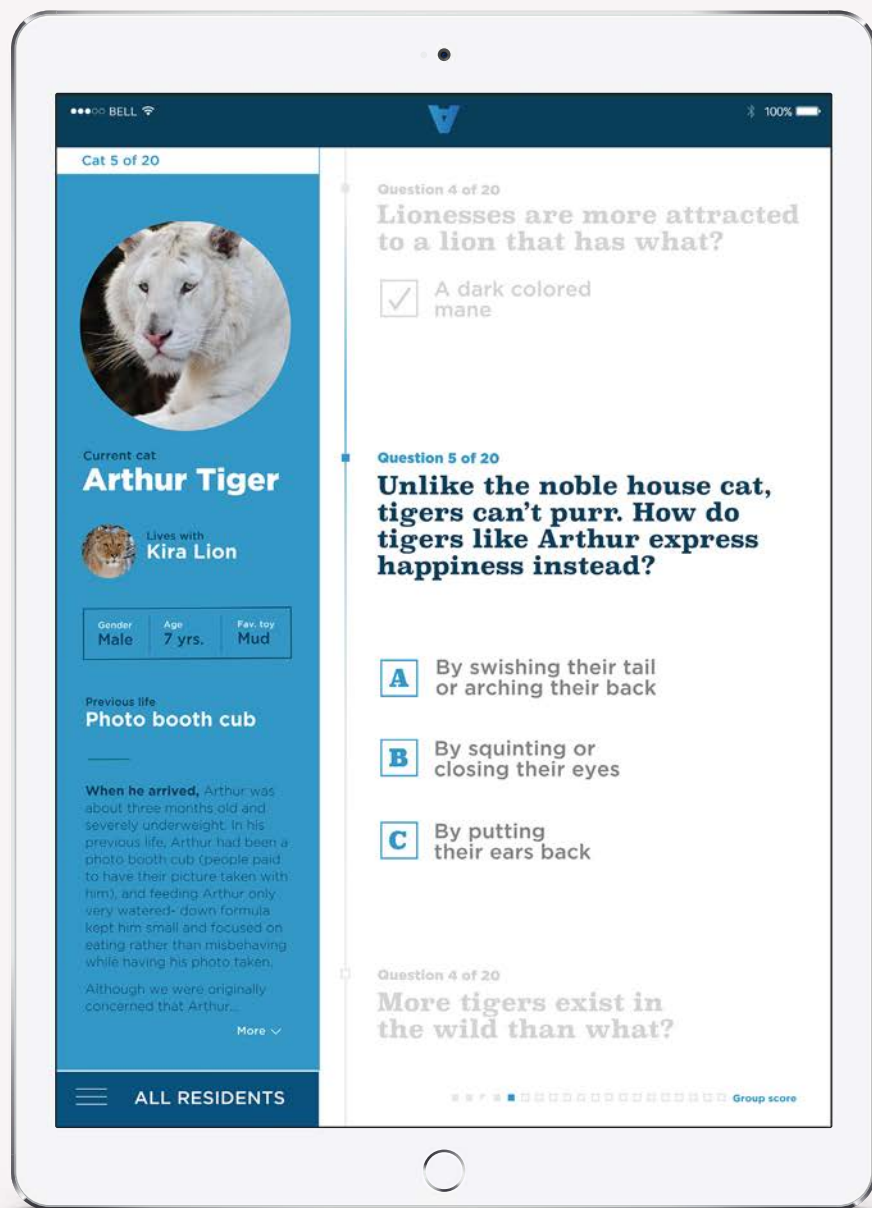 BELL
100%
Cat 5 of 20
Current cat
Arthur Tiger
Lives with
Kira Lion
Gender
Male
Age
7 yrs.
Fav. toy
Mud
Previous life
Photo booth cub
When he arrived, Arthur was
about three months old and
severely underweight. In his
previous life, Arthur had been a
photo booth cub (people paid
to have their picture taken with
him), and feeding Arthur only
very watered- down formula
kept him small and focused on
eating rather than misbehaving
while having his photo taken.
Although we were originally
concerned that Arthur...
More
ALL RESIDENTS
Question 4 of 20
Lionesses are more attracted
to a lion that has what?
A dark colored
mane
Question 5 of 20
Unlike the noble house cat,
tigers can’t purr. How do
tigers like Arthur express
happiness instead?
A
By swishing their tail
or arching their back
B
By squinting or
closing their eyes
C
By putting
their ears back
Question 4 of 20
More tigers exist in
the wild than what?
Group score